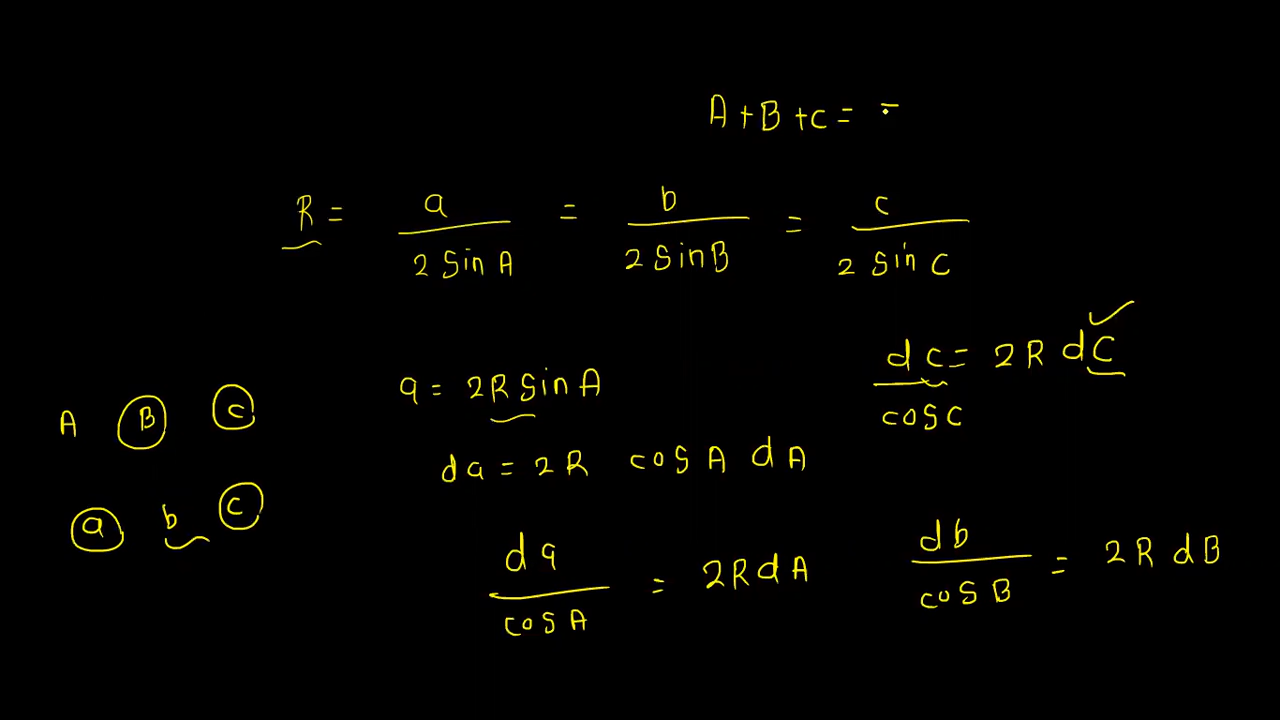 A + B + C =
R = a / 2 Sin A = b / 2 Sin B = c / 2 Sin C
dc / cos C = 2R dC
a = 2R Sin A
A B C
da = 2R cos A dA
a b c
da / cos A = 2R dA
db / cos B = 2R dB